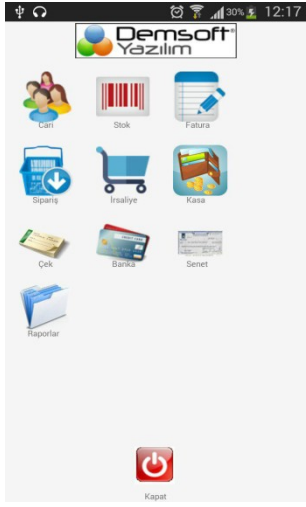 30% 12:17
Demsoft
Yazılım
Cari Stok Fatura
Sipariş İrsaliye Kasa
Çek Banka Senet
Raporlar
Kapat